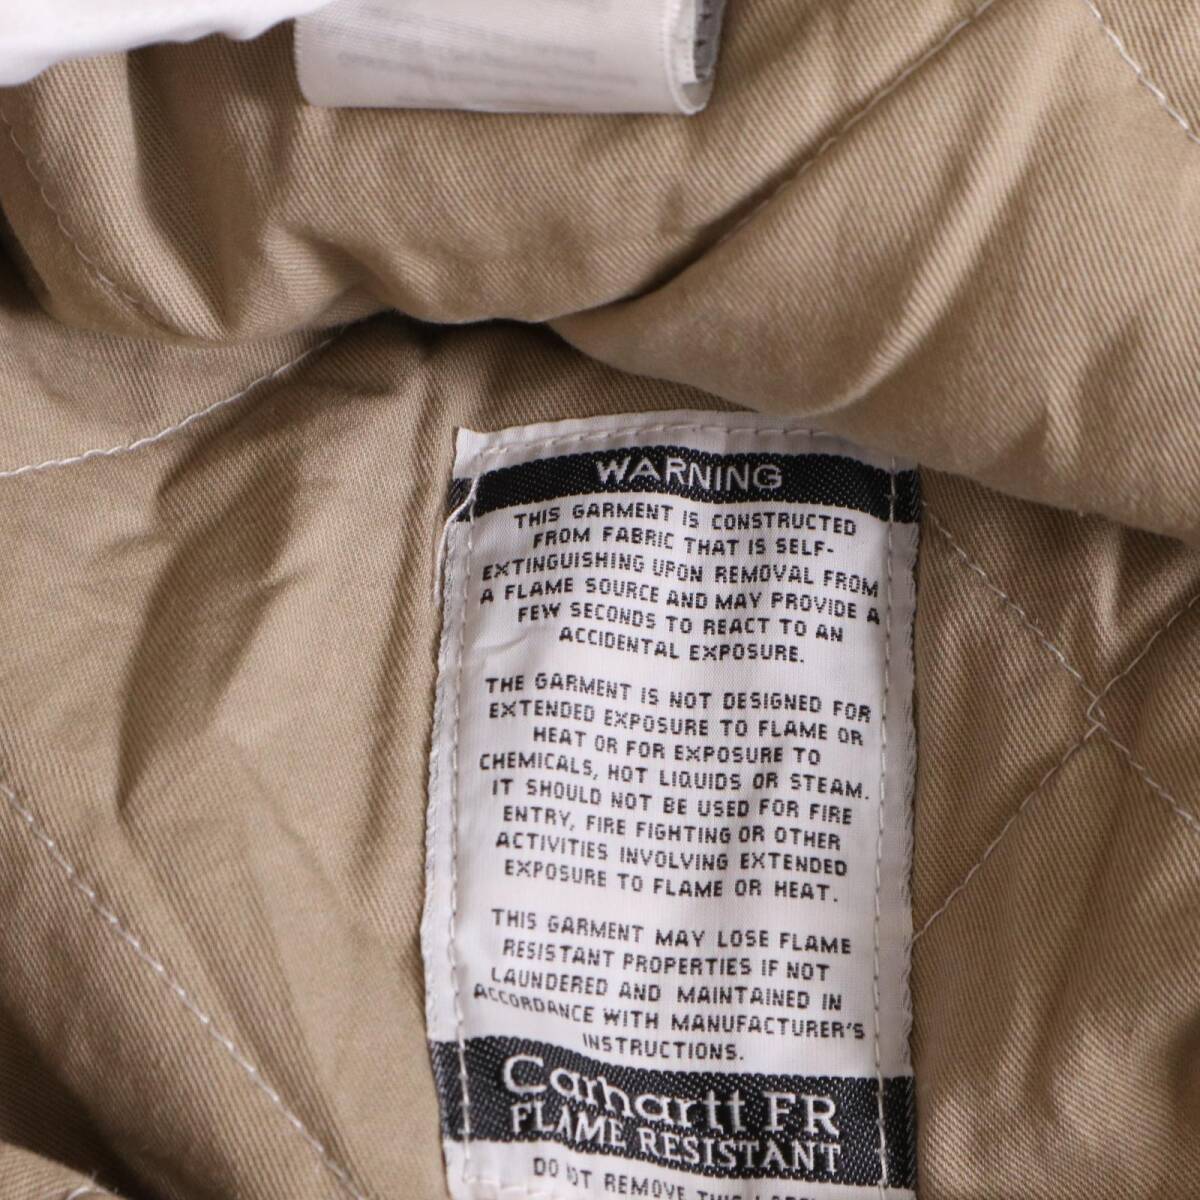 WARNING
THIS GARMENT IS CONSTRUCTED
FROM FABRIC THAT IS SELF-
EXTINGUISHING UPON REMOVAL FROM
A FLAME SOURCE AND MAY PROVIDE A
FEW SECONDS TO REACT TO AN
ACCIDENTAL EXPOSURE.
THE GARMENT IS NOT DESIGNED FOR
EXTENDED EXPOSURE TO FLAME OR
HEAT OR FOR EXPOSURE TO
CHEMICALS, HOT LIQUIDS OR STEAM.
IT SHOULD NOT BE USED FOR FIRE
ENTRY, FIRE FIGHTING OR OTHER
ACTIVITIES INVOLVING EXTENDED
EXPOSURE TO FLAME OR HEAT.
THIS GARMENT MAY LOSE FLAME
RESISTANT PROPERTIES IF NOT
LAUNDERED AND MAINTAINED IN
ACCORDANCE WITH MANUFACTURER'S
INSTRUCTIONS.
Carhartt FR
FLAME RESISTANT
DO NOT REMOVE THIS